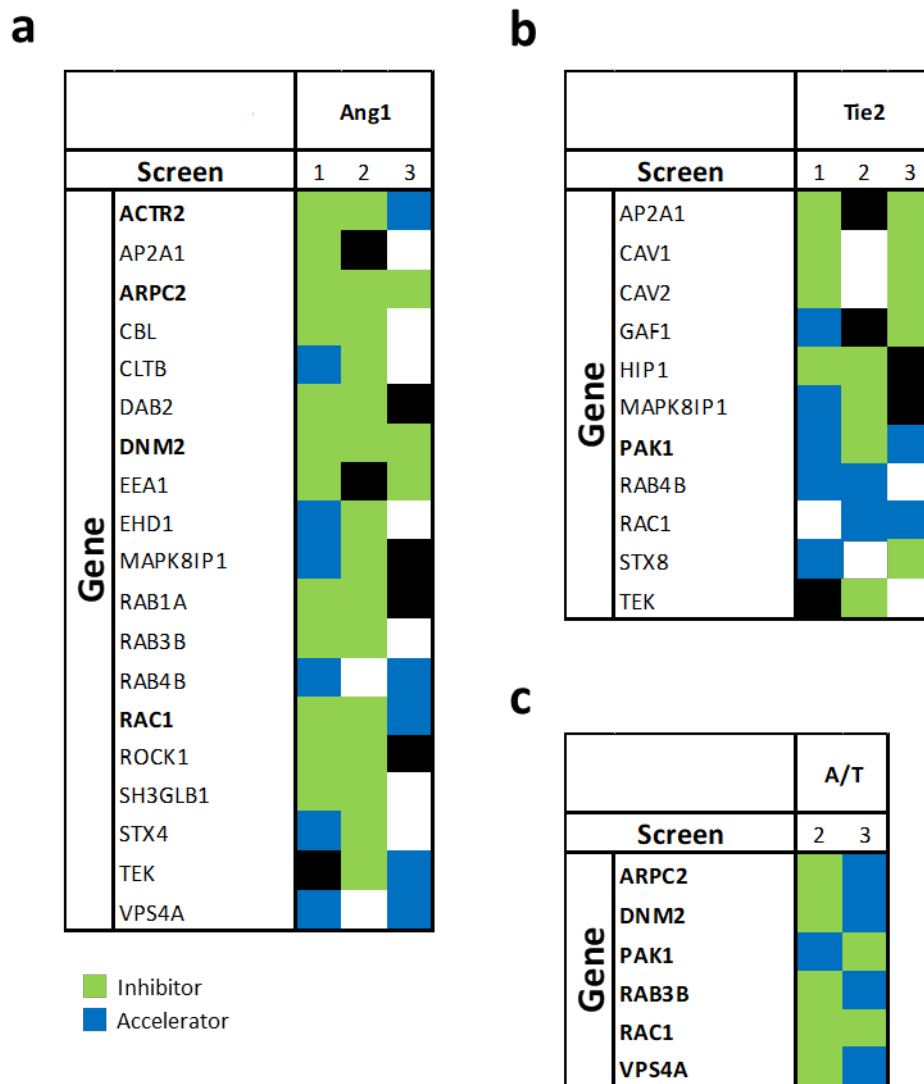 a
Ang1
Screen 1 2 3
Gene
ACTR2
AP2A1
ARPC2
CBL
CLTB
DAB2
DNM2
EEA1
EHD1
MAPK8IP1
RAB1A
RAB3B
RAB4B
RAC1
ROCK1
SH3GLB1
STX4
TEK
VPS4A
Inhibitor
Accelerator
b
Tie2
Screen 1 2 3
Gene
AP2A1
CAV1
CAV2
GAF1
HIP1
MAPK8IP1
PAK1
RAB4B
RAC1
STX8
TEK
c
A/T
Screen 2 3
Gene
ARPC2
DNM2
PAK1
RAB3B
RAC1
VPS4A